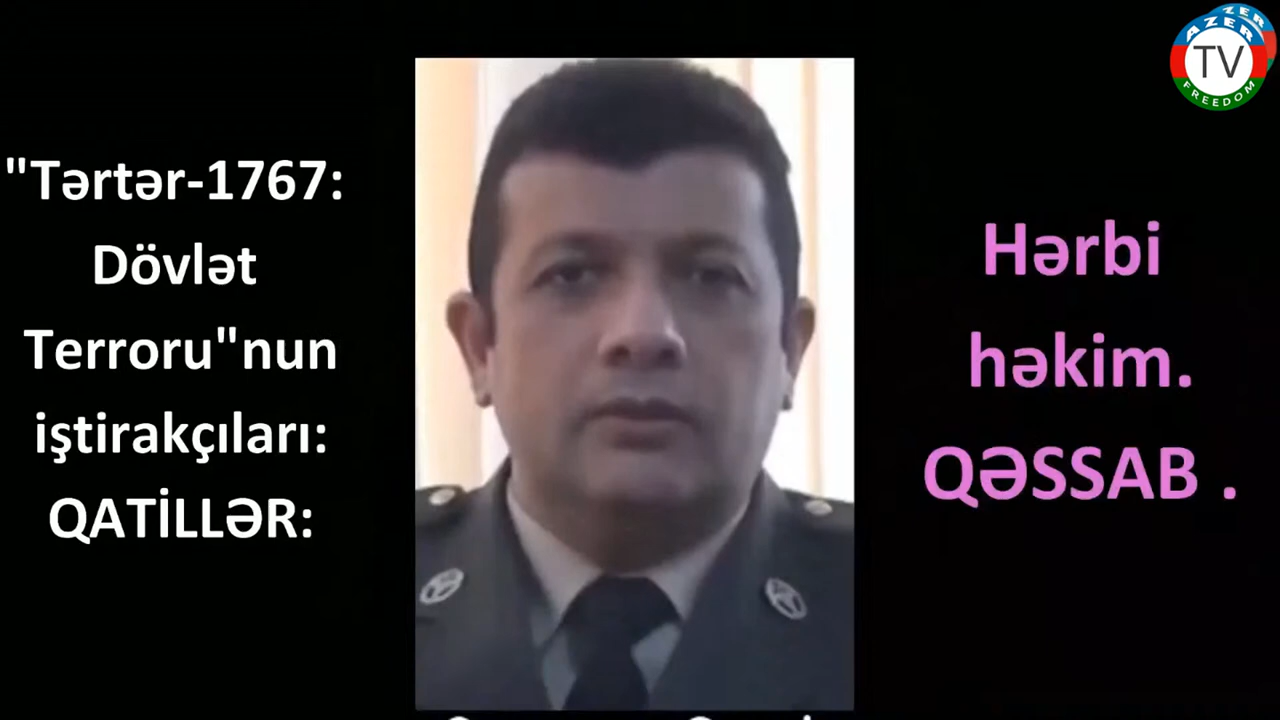 "Tərtər-1767:
Dövlət
Terroru"nun
iştirakçıları:
QATİLLƏR:
Hərbi
həkim.
QƏSSAB .
AZER
TV
FREEDOM